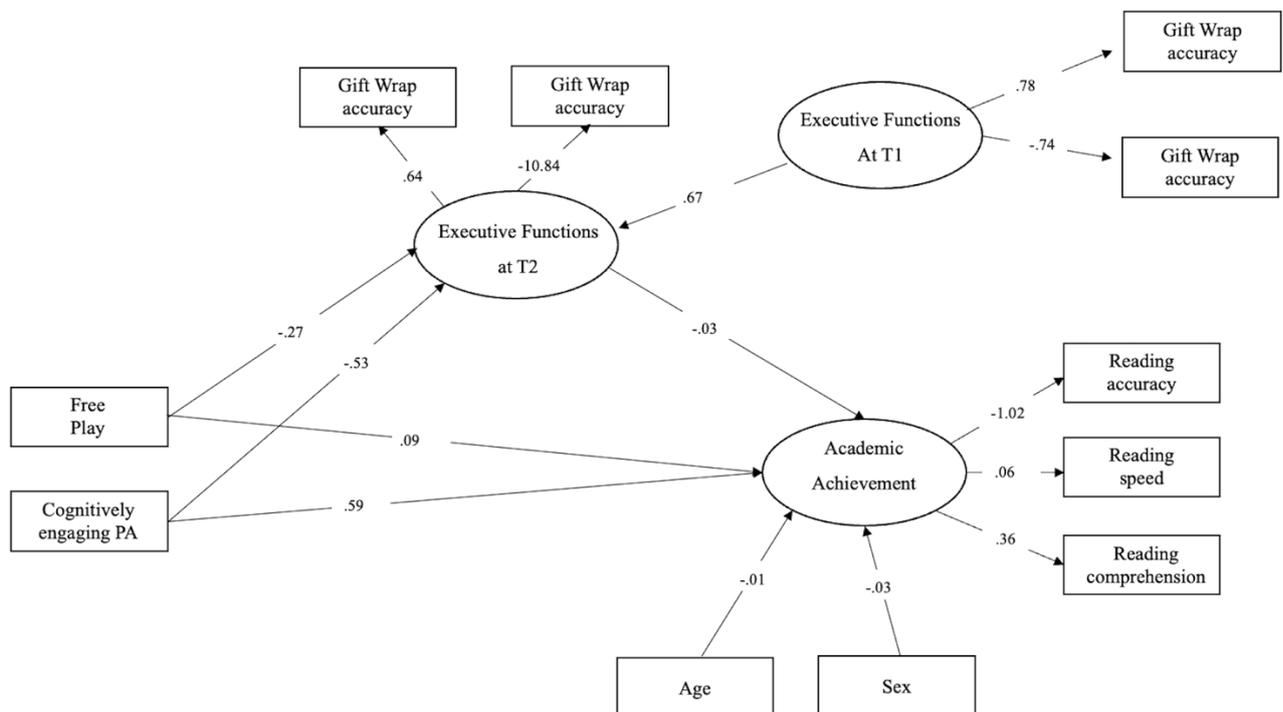 Gift Wrap
accuracy
Gift Wrap
accuracy
Gift Wrap
accuracy
.78
Executive Functions
At T1
-.74
Gift Wrap
accuracy
.64
-10.84
.67
Executive Functions
at T2
-.27
-.53
-.03
Free
Play
.09
Cognitively
engaging PA
.59
Academic
Achievement
-1.02
Reading
accuracy
.06
Reading
speed
.36
Reading
comprehension
-.01
-.03
Age
Sex